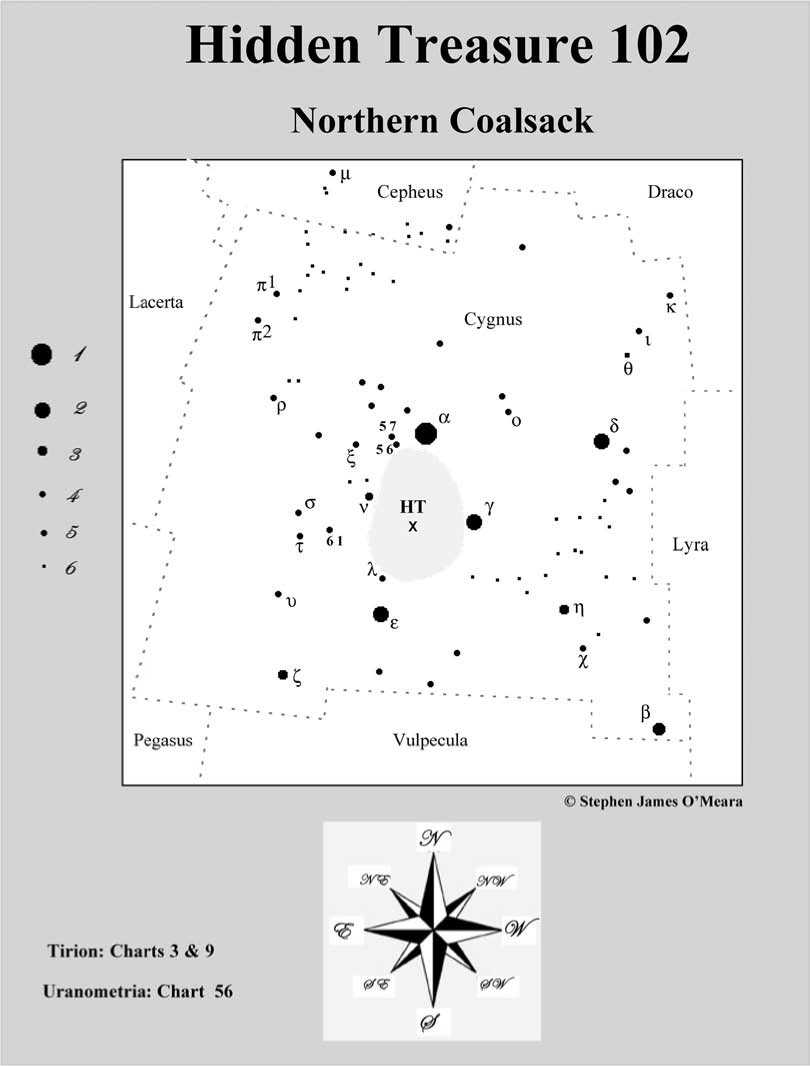 Hidden Treasure 102
Northern Coalsack
μ
Cepheus
Draco
π1
Lacerta
κ
Cygnus
π2
ι
θ
1
2
ρ
α
ο
δ
57
56
3
ξ
4
σ
ν
HT
γ
x
5
τ
61
Lyra
6
λ
υ
ε
η
χ
ζ
β
Pegasus
Vulpecula
© Stephen James O’Meara
N
NE
NW
E
W
Tirion: Charts 3 & 9
SE
SW
Uranometria: Chart 56
S